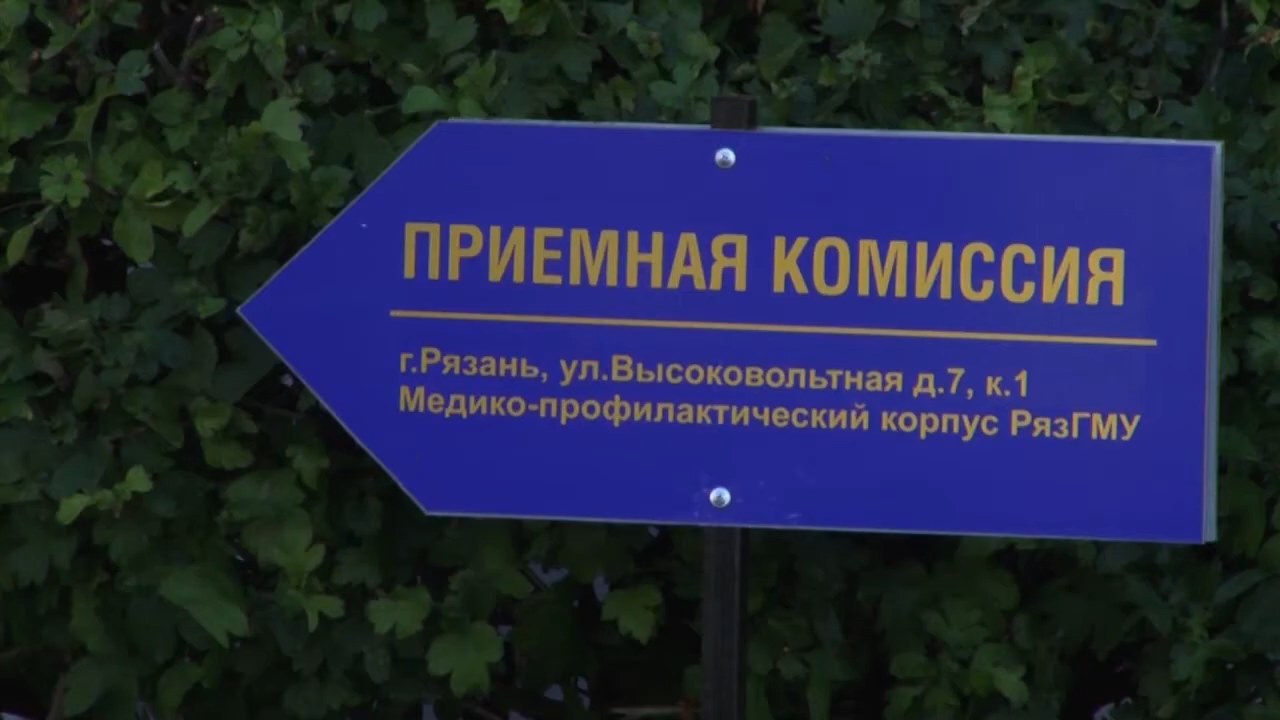 ПРИЕМНАЯ КОМИССИЯ
г.Рязань, ул.Высоковольтная д.7, к.1
Медико-профилактический корпус РязГМУ